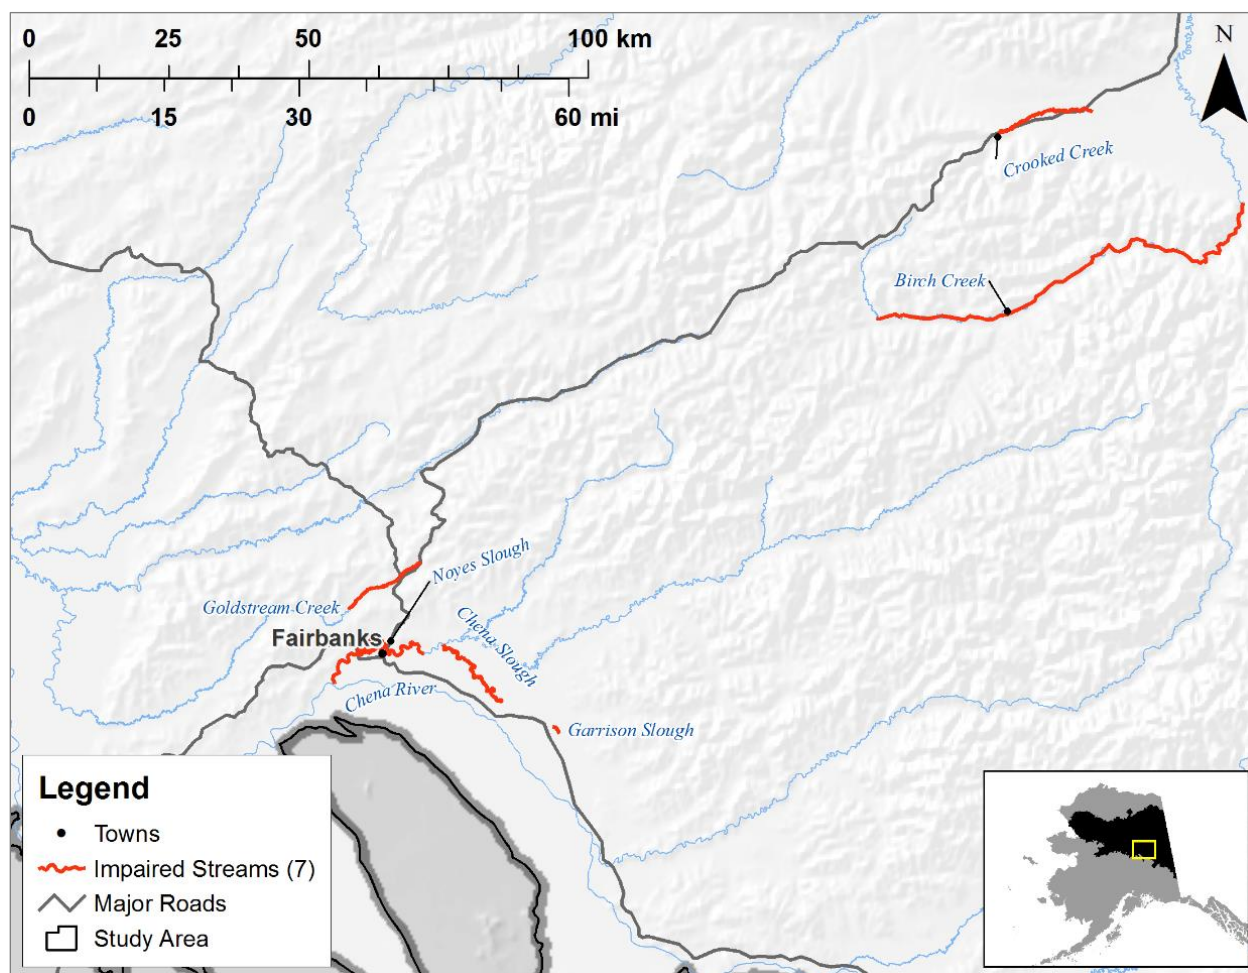 0 25 50 100 km
0 15 30 60 mi
N
Crooked Creek
Birch Creek
Noyes Slough
Goldstream Creek
Fairbanks
Chena Slough
Chena River
Garrison Slough
Legend
Towns
Impaired Streams (7)
Major Roads
Study Area